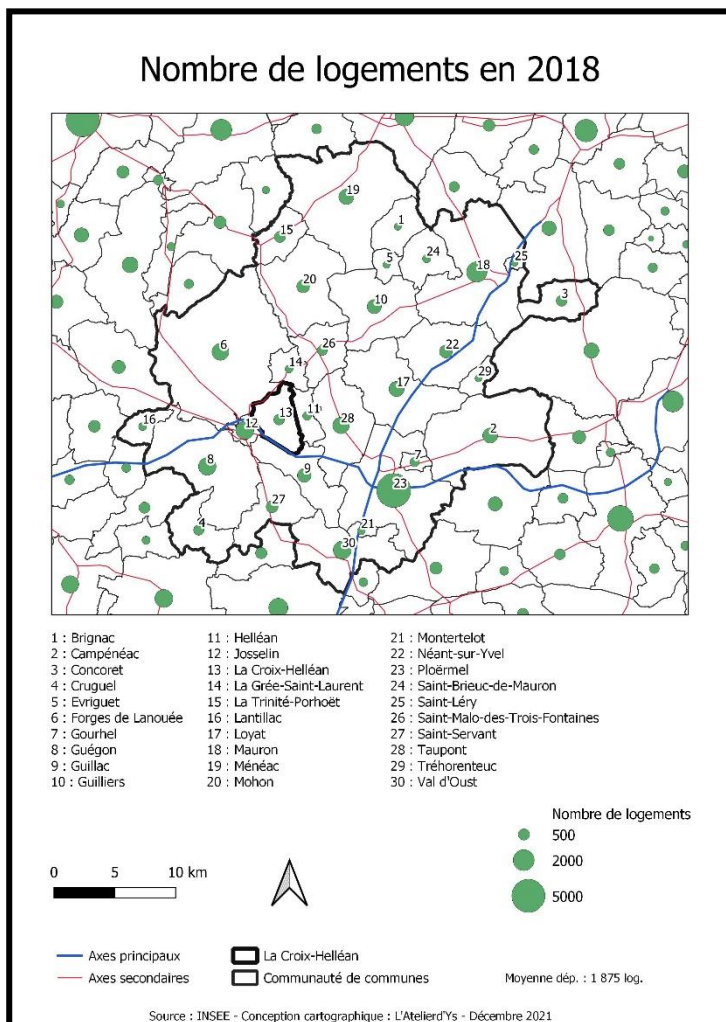 Nombre de logements en 2018
19
1
15
24
5
18
25
20
3
10
6
26
22
14
29
17
13
11
16
12
28
2
8
7
9
23
27
4
21
30
1 : Brignac
2 : Campénéac
3 : Concoret
4 : Cruguel
5 : Evriguet
6 : Forges de Lanouée
7 : Gourhel
8 : Guégon
9 : Guillac
10 : Guilliers
11 : Helléan
12 : Josselin
13 : La Croix-Helléan
14 : La Grée-Saint-Laurent
15 : La Trinité-Porhoët
16 : Lantillac
17 : Loyat
18 : Mauron
19 : Ménéac
20 : Mohon
21 : Montertelot
22 : Néant-sur-Yvel
23 : Ploërmel
24 : Saint-Brieuc-de-Mauron
25 : Saint-Léry
26 : Saint-Malo-des-Trois-Fontaines
27 : Saint-Servant
28 : Taupont
29 : Tréhorenteuc
30 : Val d'Oust
Nombre de logements
500
2000
5000
0 5 10 km
Axes principaux
Axes secondaires
La Croix-Helléan
Communauté de communes
Moyenne dép. : 1 875 log.
Source : INSEE - Conception cartographique : L'Atelierd'Ys - Décembre 2021